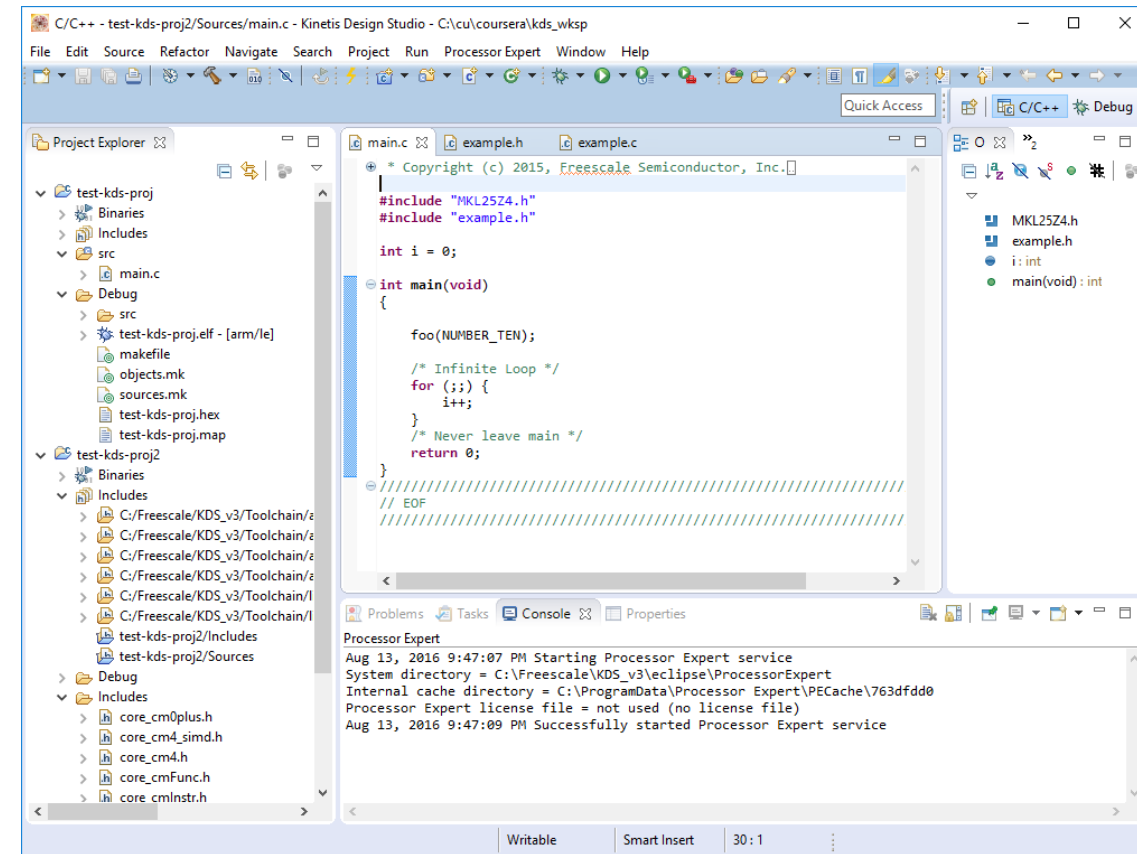 C/C++ - test-kds-proj2/Sources/main.c - Kinetis Design Studio - C:\cu\coursera\kds_wksp
File Edit Source Refactor Navigate Search Project Run Processor Expert Window Help
Quick Access
C/C++
Debug
Project Explorer
test-kds-proj
Binaries
Includes
src
main.c
Debug
src
test-kds-proj.elf - [arm/le]
makefile
objects.mk
sources.mk
test-kds-proj.hex
test-kds-proj.map
test-kds-proj2
Binaries
Includes
C:/Freescale/KDS_v3/Toolchain/a
C:/Freescale/KDS_v3/Toolchain/a
C:/Freescale/KDS_v3/Toolchain/a
C:/Freescale/KDS_v3/Toolchain/a
C:/Freescale/KDS_v3/Toolchain/l
C:/Freescale/KDS_v3/Toolchain/l
test-kds-proj2/Includes
test-kds-proj2/Sources
Debug
Includes
core_cm0plus.h
core_cm4_simd.h
core_cm4.h
core_cmFunc.h
core_cmInstr.h
main.c example.h example.c
* Copyright (c) 2015, Freescale Semiconductor, Inc.
#include "MKL25Z4.h"
#include "example.h"
int i = 0;
int main(void)
{
foo(NUMBER_TEN);
/* Infinite Loop */
for (;;) {
i++;
}
/* Never leave main */
return 0;
}
///////////////////////////////////////////////////////////////////
// EOF
///////////////////////////////////////////////////////////////////
O
2
MKL25Z4.h
example.h
i : int
main(void) : int
Problems Tasks Console Properties
Processor Expert
Aug 13, 2016 9:47:07 PM Starting Processor Expert service
System directory = C:\Freescale\KDS_v3\eclipse\ProcessorExpert
Internal cache directory = C:\ProgramData\Processor Expert\PECache\763dfdd0
Processor Expert license file = not used (no license file)
Aug 13, 2016 9:47:09 PM Successfully started Processor Expert service
Writable Smart Insert 30 : 1